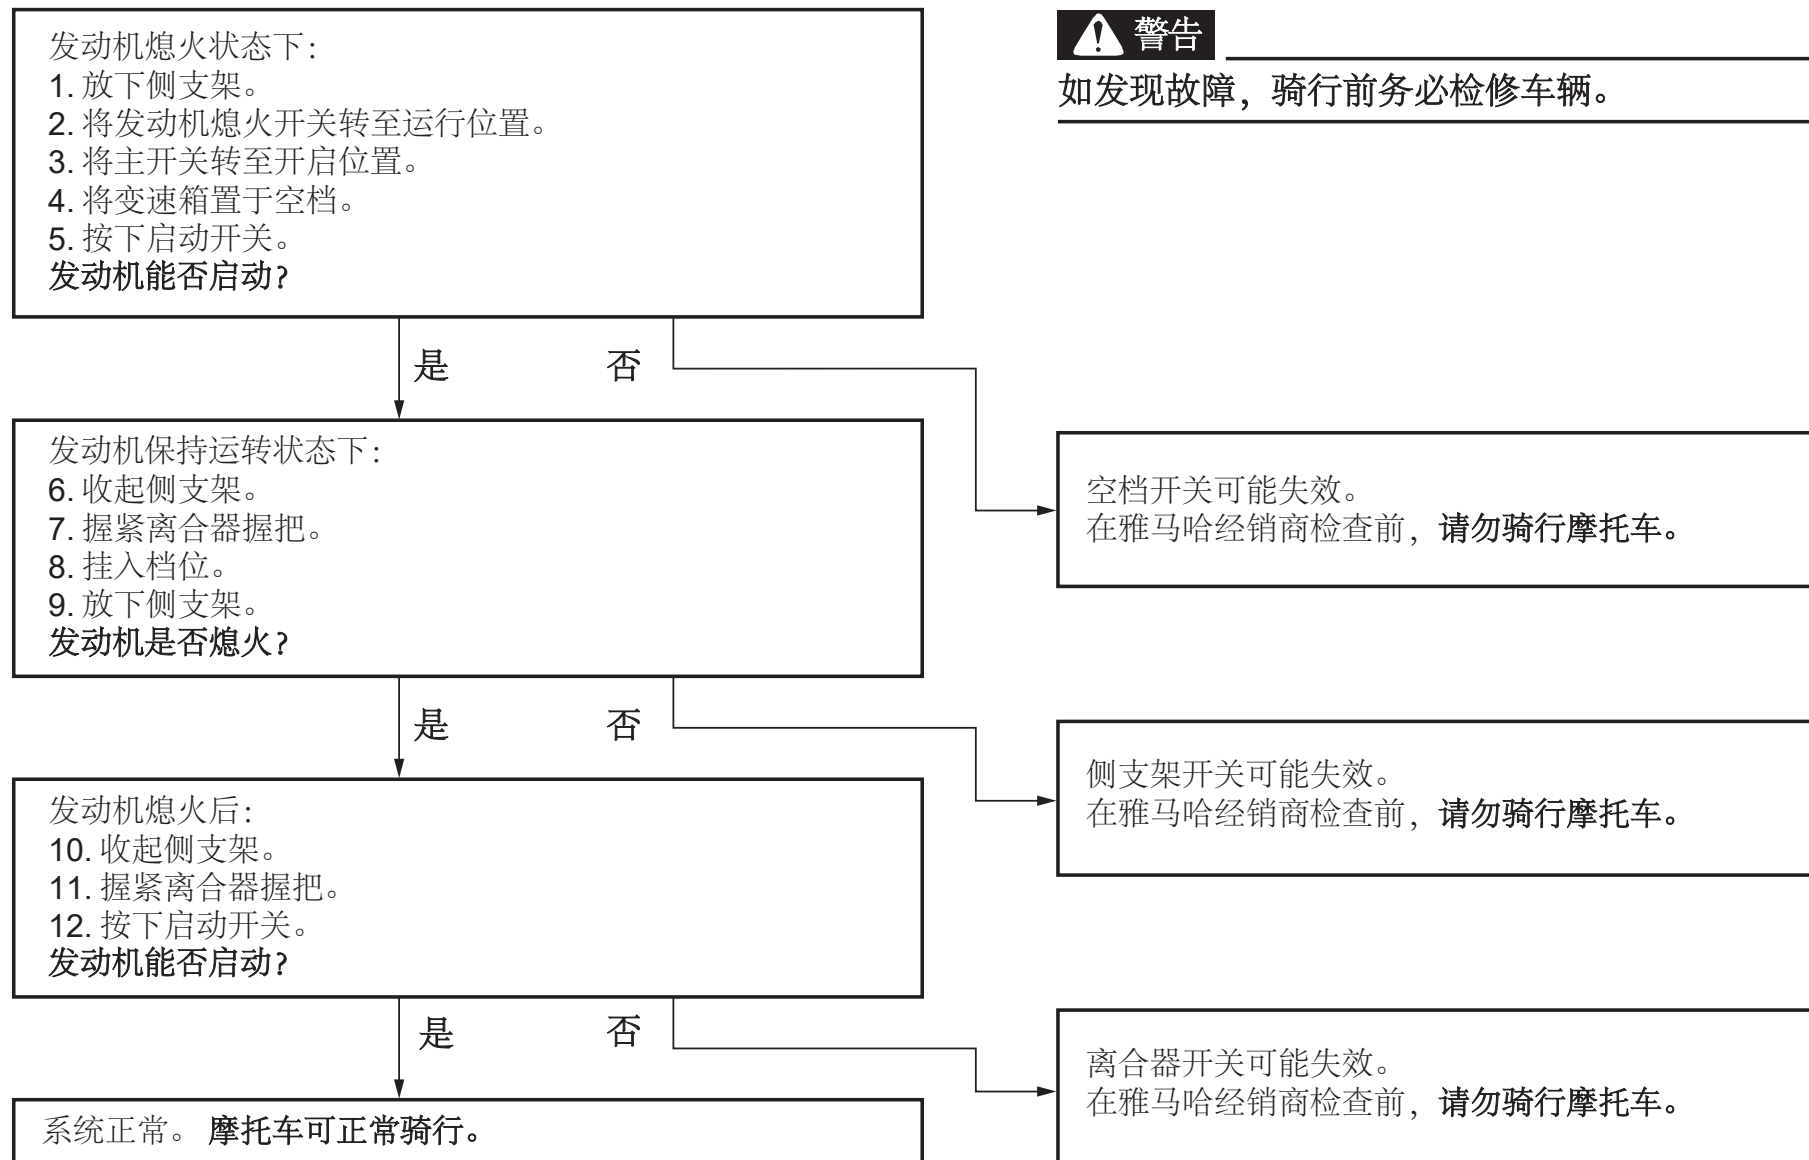 发动机熄火状态下：
1. 放下侧支架。
2. 将发动机熄火开关转至运行位置。
3. 将主开关转至开启位置。
4. 将变速箱置于空档。
5. 按下启动开关。
发动机能否启动？
警告
如发现故障，骑行前务必检修车辆。
是
否
发动机保持运转状态下：
6. 收起侧支架。
7. 握紧离合器握把。
8. 挂入档位。
9. 放下侧支架。
发动机是否熄火？
空档开关可能失效。
在雅马哈经销商检查前，请勿骑行摩托车。
是
否
发动机熄火后：
10. 收起侧支架。
11. 握紧离合器握把。
12. 按下启动开关。
发动机能否启动？
侧支架开关可能失效。
在雅马哈经销商检查前，请勿骑行摩托车。
是
否
系统正常。摩托车可正常骑行。
离合器开关可能失效。
在雅马哈经销商检查前，请勿骑行摩托车。